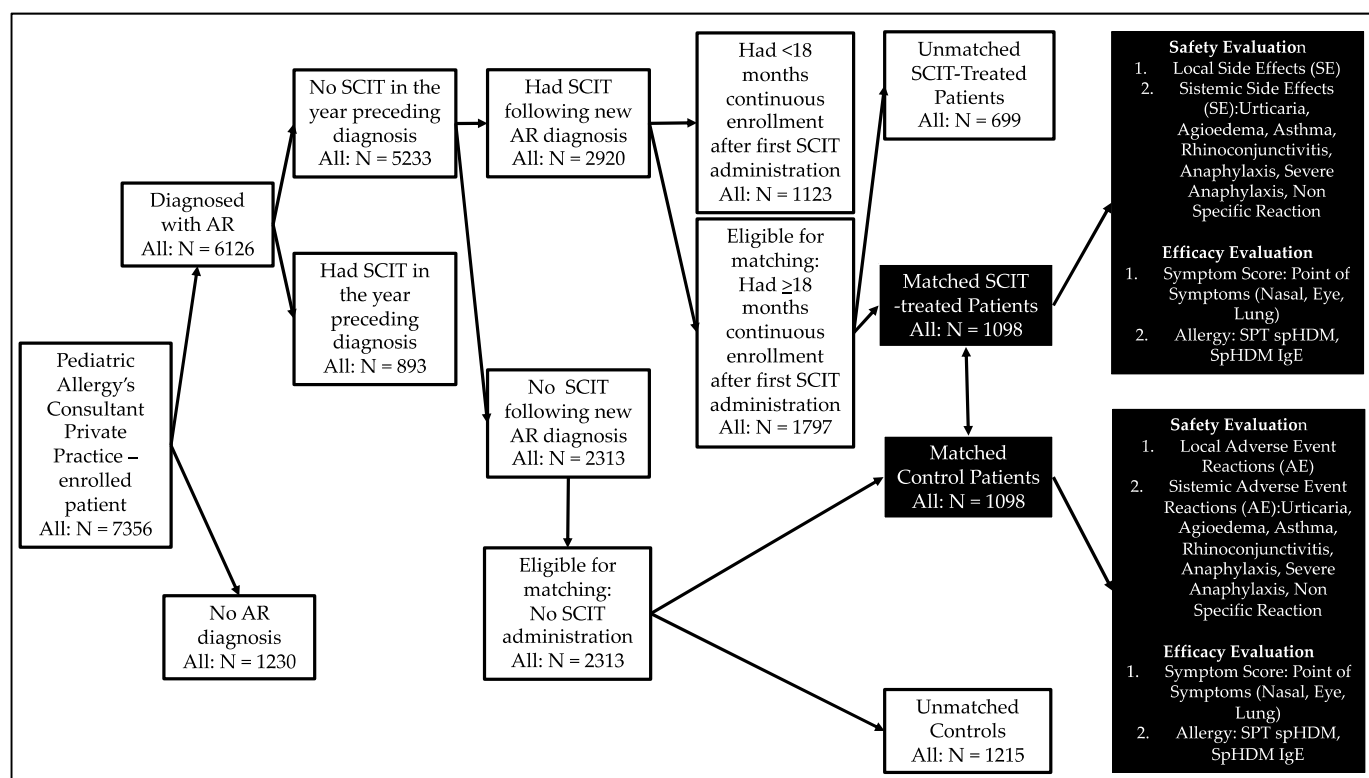 Pediatric
Allergy's
Consultant
Private
Practice –
enrolled
patient
All: N = 7356
Diagnosed
with AR
All: N = 6126
No AR
diagnosis
All: N = 1230
No SCIT in the
year preceding
diagnosis
All: N = 5233
Had SCIT in
the year
preceding
diagnosis
All: N = 893
Had SCIT
following new
AR diagnosis
All: N = 2920
No SCIT
following new
AR diagnosis
All: N = 2313
Eligible for
matching:
No SCIT
administration
All: N = 2313
Had <18
months
continuous
enrollment
after first SCIT
administration
All: N = 1123
Eligible for
matching:
Had ≥18
months
continuous
enrollment
after first SCIT
administration
All: N = 1797
Unmatched
SCIT-Treated
Patients
All: N = 699
Matched SCIT
-treated Patients
All: N = 1098
Matched
Control Patients
All: N = 1098
Unmatched
Controls
All: N = 1215
Safety Evaluation
1. Local Side Effects (SE)
2. Sistemic Side Effects
(SE):Urticaria,
Agioedema, Asthma,
Rhinoconjunctivitis,
Anaphylaxis, Severe
Anaphylaxis, Non
Specific Reaction
Efficacy Evaluation
1. Symptom Score: Point of
Symptoms (Nasal, Eye,
Lung)
2. Allergy: SPT spHDM,
SpHDM IgE
Safety Evaluation
1. Local Adverse Event
Reactions (AE)
2. Sistemic Adverse Event
Reactions (AE):Urticaria,
Agioedema, Asthma,
Rhinoconjunctivitis,
Anaphylaxis, Severe
Anaphylaxis, Non
Specific Reaction
Efficacy Evaluation
1. Symptom Score: Point of
Symptoms (Nasal, Eye,
Lung)
2. Allergy: SPT spHDM,
SpHDM IgE